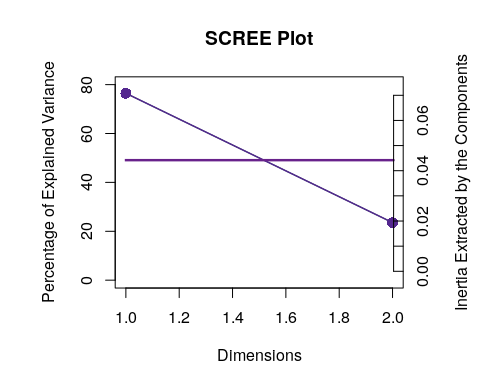 SCREE Plot
Percentage of Explained Variance
80
60
40
20
0
0.06
0.04
0.02
0.00
Inertia Extracted by the Components
1.0 1.2 1.4 1.6 1.8 2.0
Dimensions